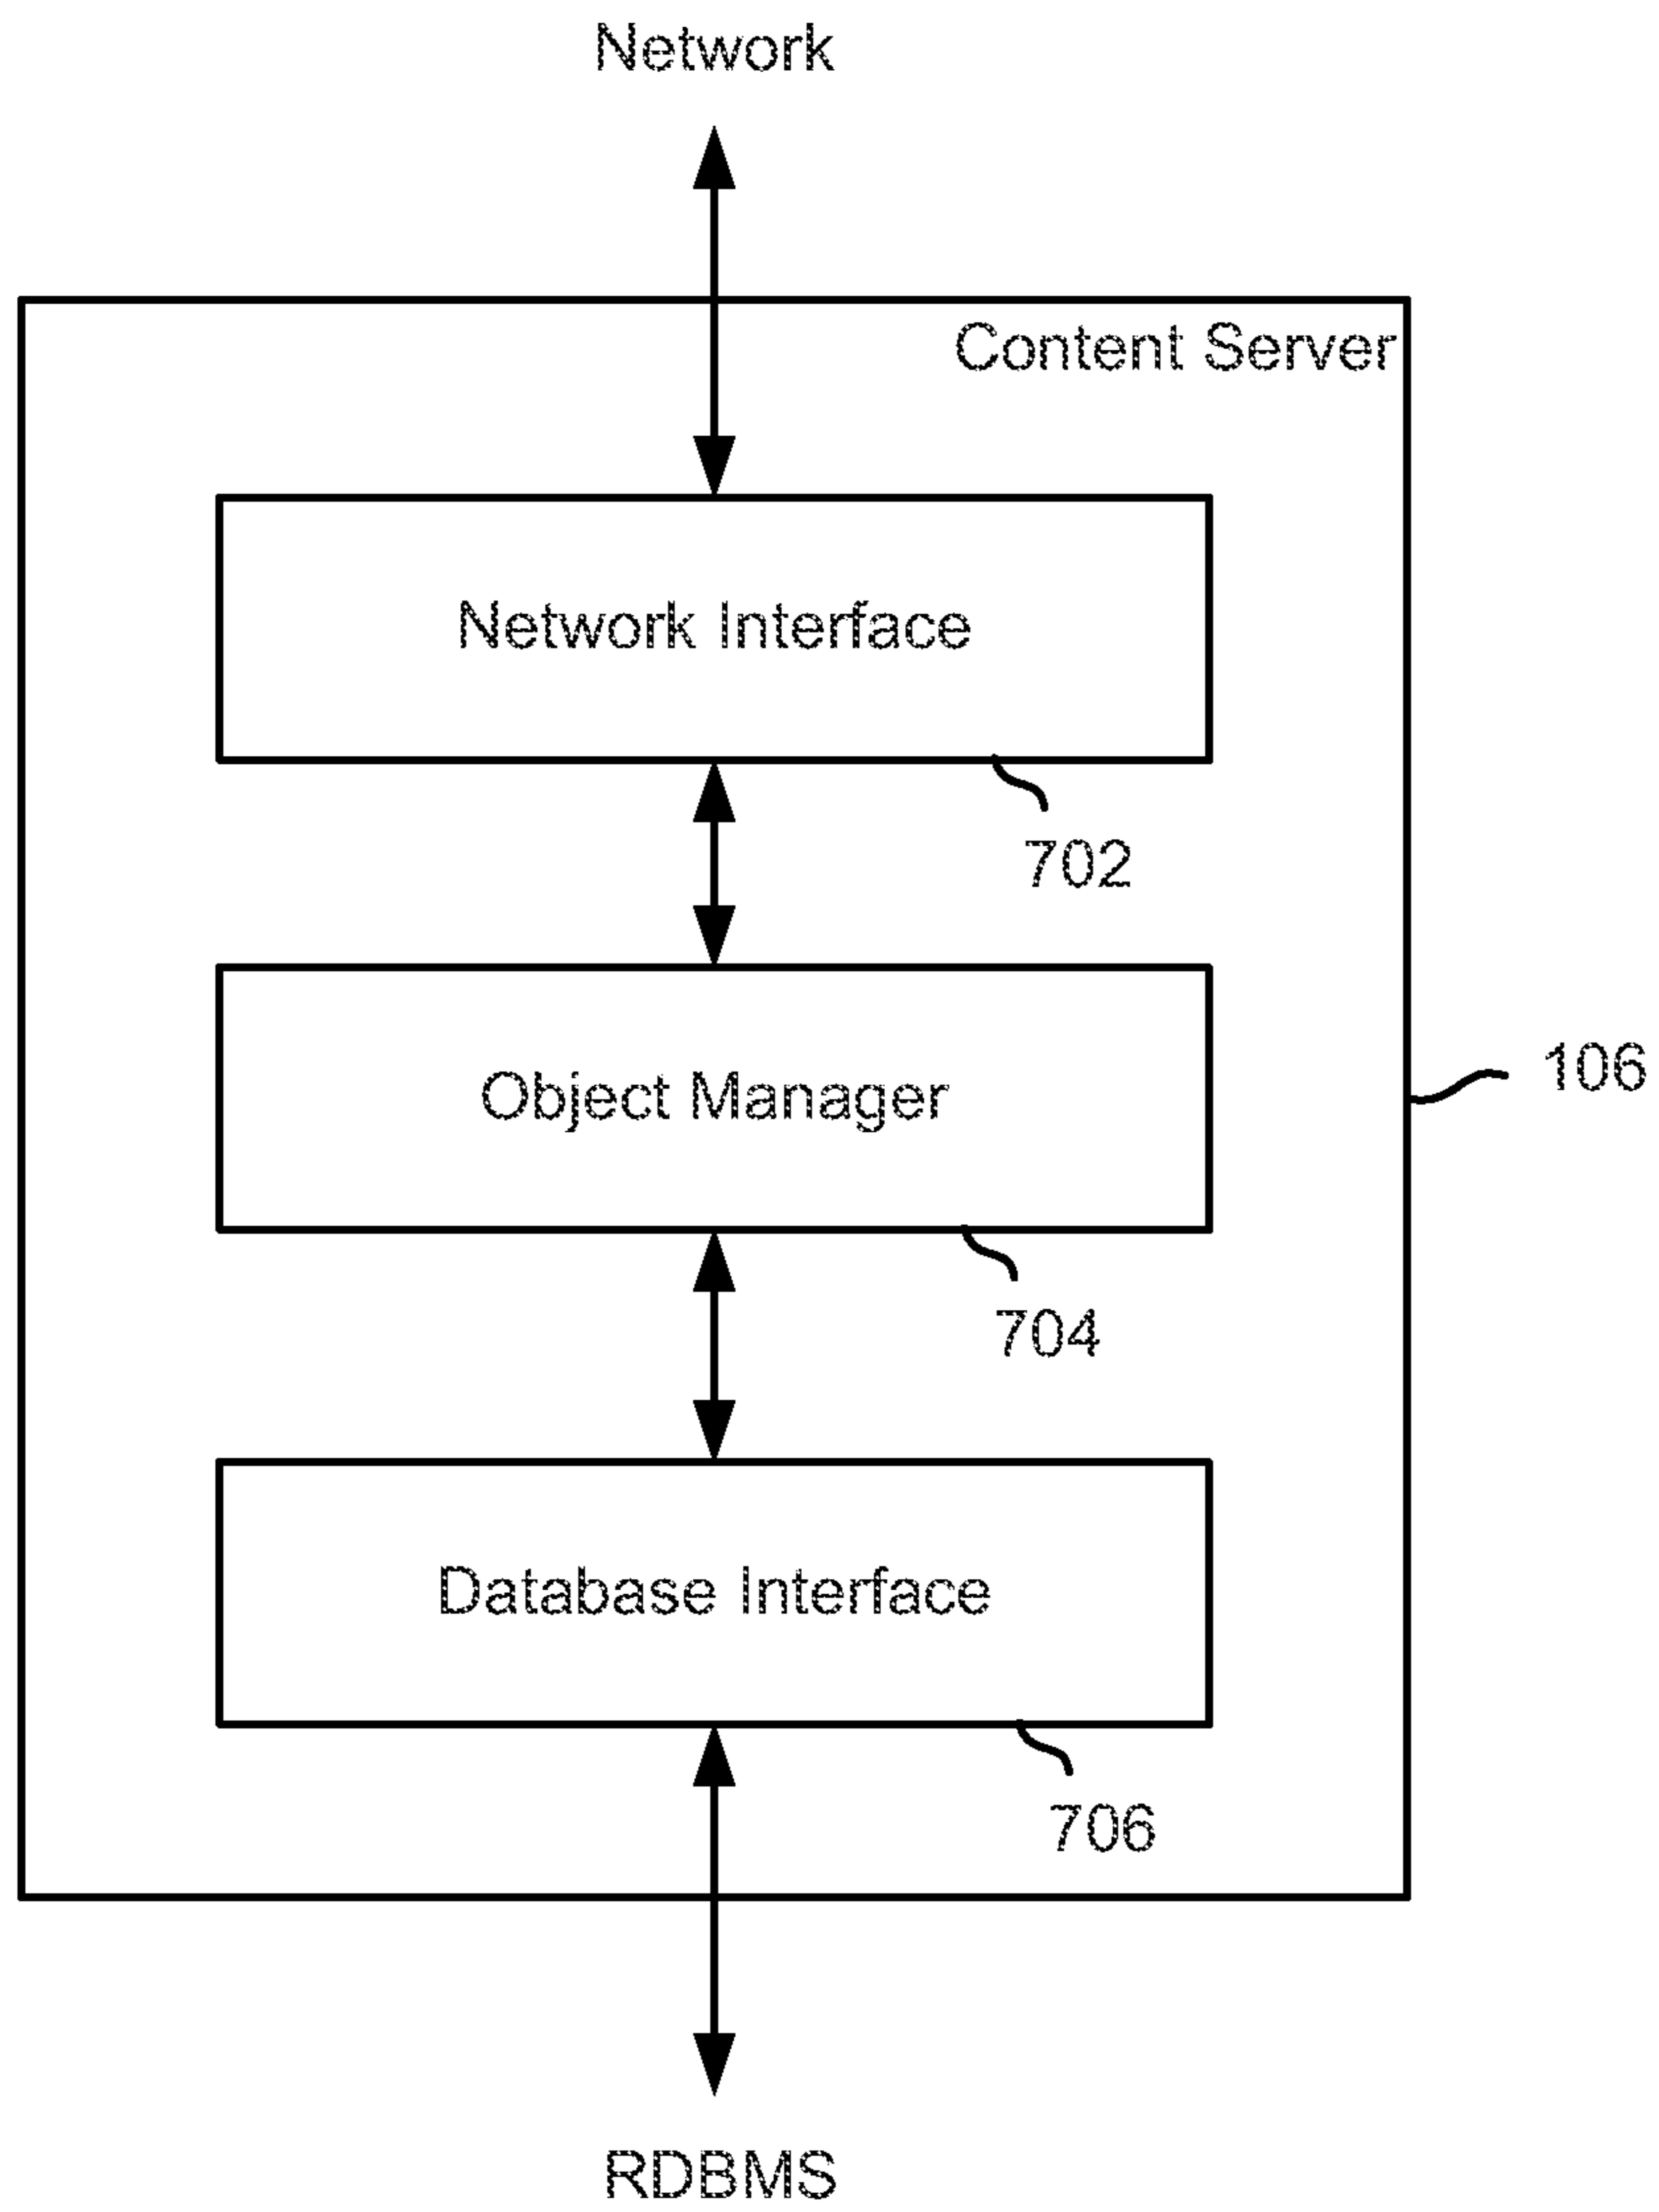 Network
Content Server
Network Interface
702
Object Manager
106
704
Database Interface
706
RDBMS